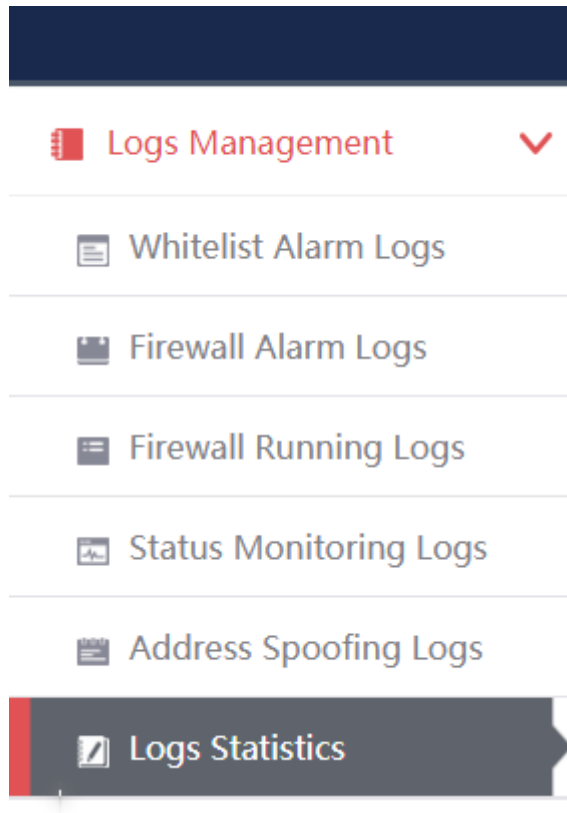 Logs Management
Whitelist Alarm Logs
Firewall Alarm Logs
Firewall Running Logs
Status Monitoring Logs
Address Spoofing Logs
Logs Statistics